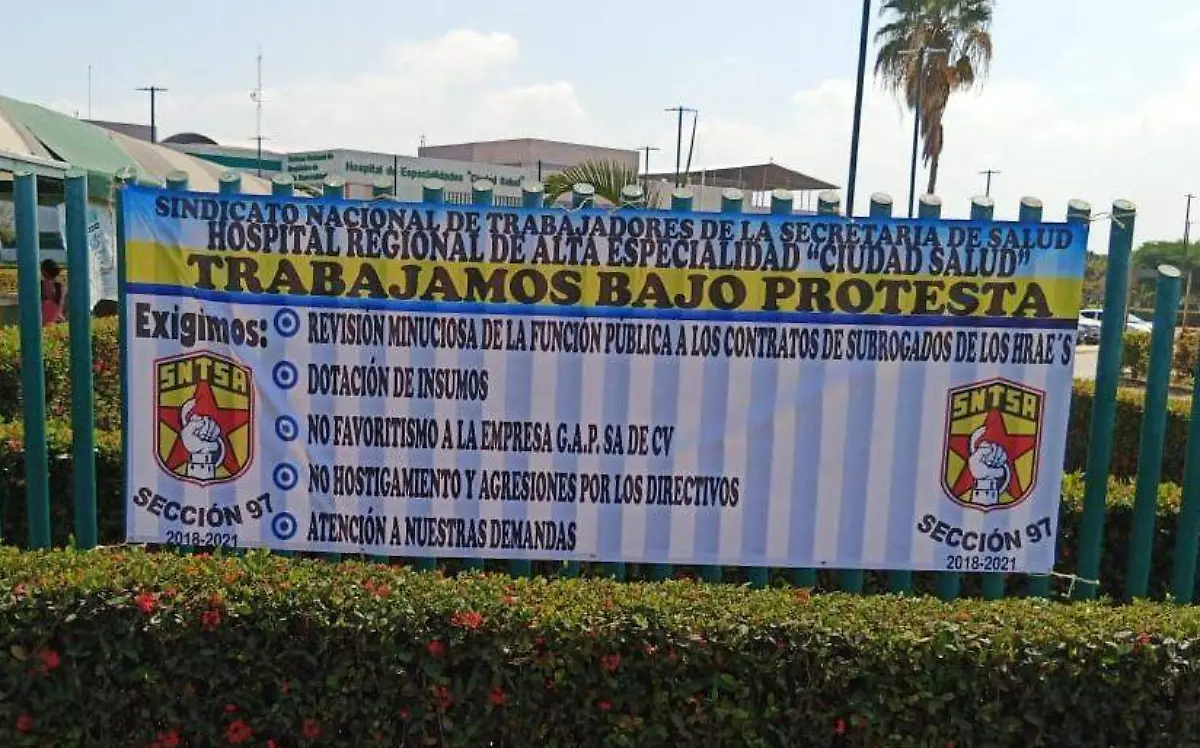 Hospital de Especialidades "Ciudad Salud"
SINDICATO NACIONAL DE TRABAJADORES DE LA SECRETARIA DE SALUD
HOSPITAL REGIONAL DE ALTA ESPECIALIDAD "CIUDAD SALUD"
TRABAJAMOS BAJO PROTESTA
Exigimos:
REVISIÓN MINUCIOSA DE LA FUNCIÓN PÚBLICA A LOS CONTRATOS DE SUBROGADOS DE LOS HRAE´S
DOTACIÓN DE INSUMOS
NO FAVORITISMO A LA EMPRESA G.A.P. SA DE CV
NO HOSTIGAMIENTO Y AGRESIONES POR LOS DIRECTIVOS
ATENCIÓN A NUESTRAS DEMANDAS
SNTSA
SECCIÓN 97
2018-2021
SNTSA
SECCIÓN 97
2018-2021